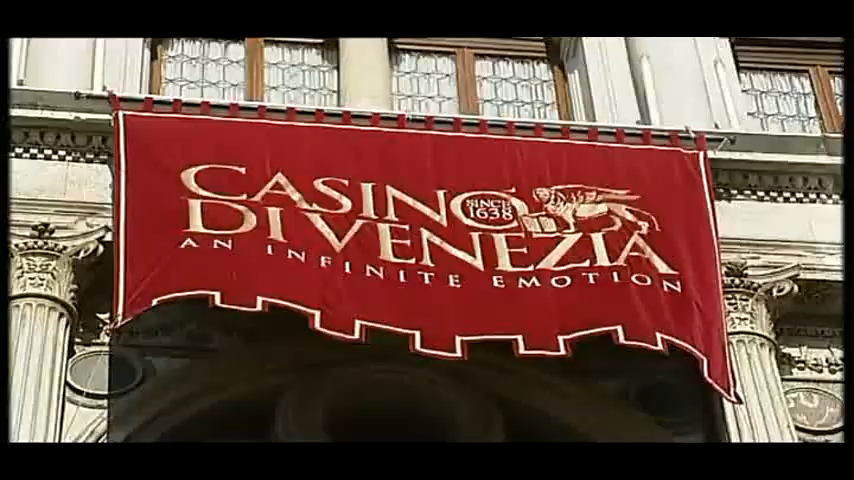 CASINO
SINCE
1638
DI VENEZIA
AN INFINITE EMOTION